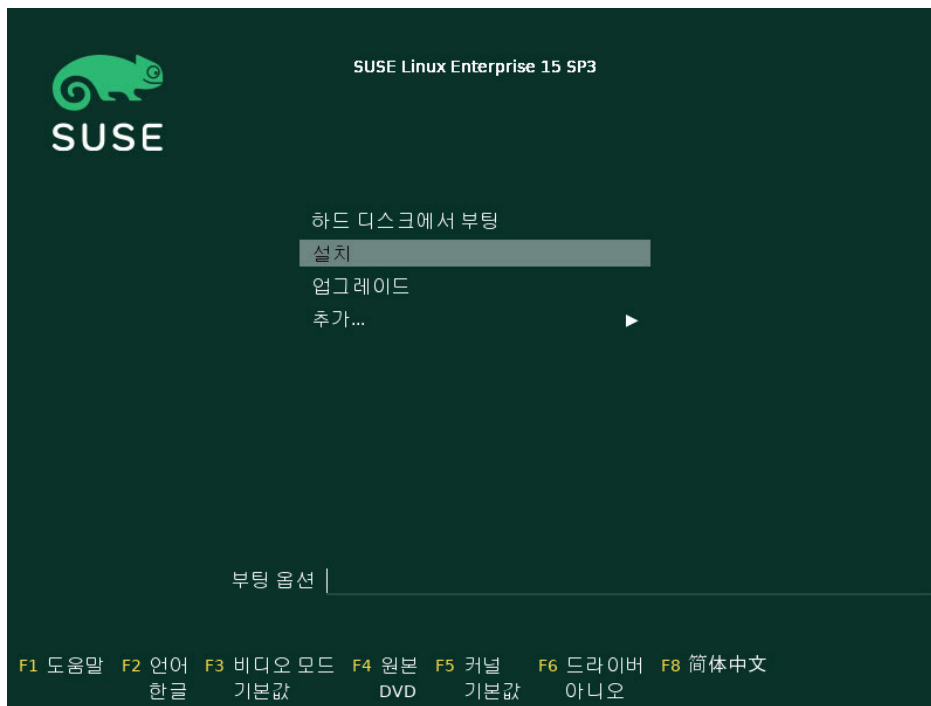 SUSE Linux Enterprise 15 SP3
SUSE
하드 디스크에서 부팅
설치
업그레이드
추가...
부팅 옵션
F1 도움말 F2 언어 F3 비디오 모드 F4 원본 F5 커널 F6 드라이버 F8 简体中文
한글 기본값 DVD 기본값 아니오